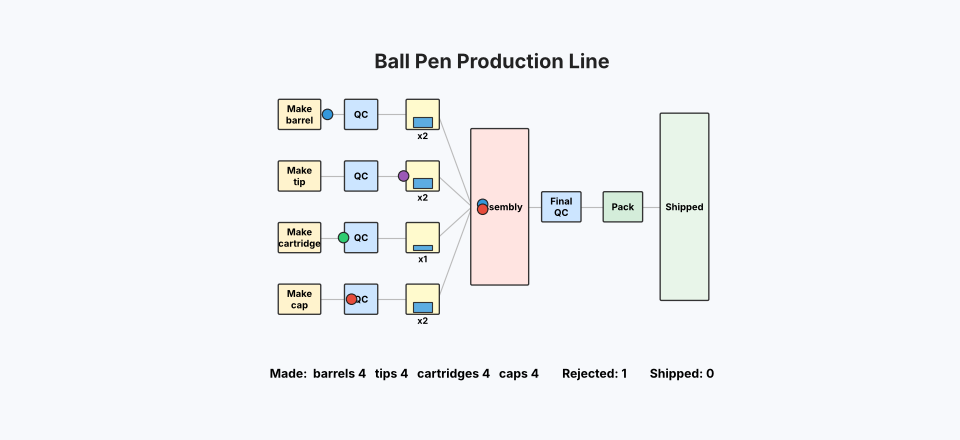 Ball Pen Production Line
Make
barrel
QC
x2
Make
tip
QC
x2
Make
cartridge
QC
x1
Make
cap
QC
x2
sembly
Final
QC
Pack
Shipped
Made: barrels 4 tips 4 cartridges 4 caps 4 Rejected: 1 Shipped: 0